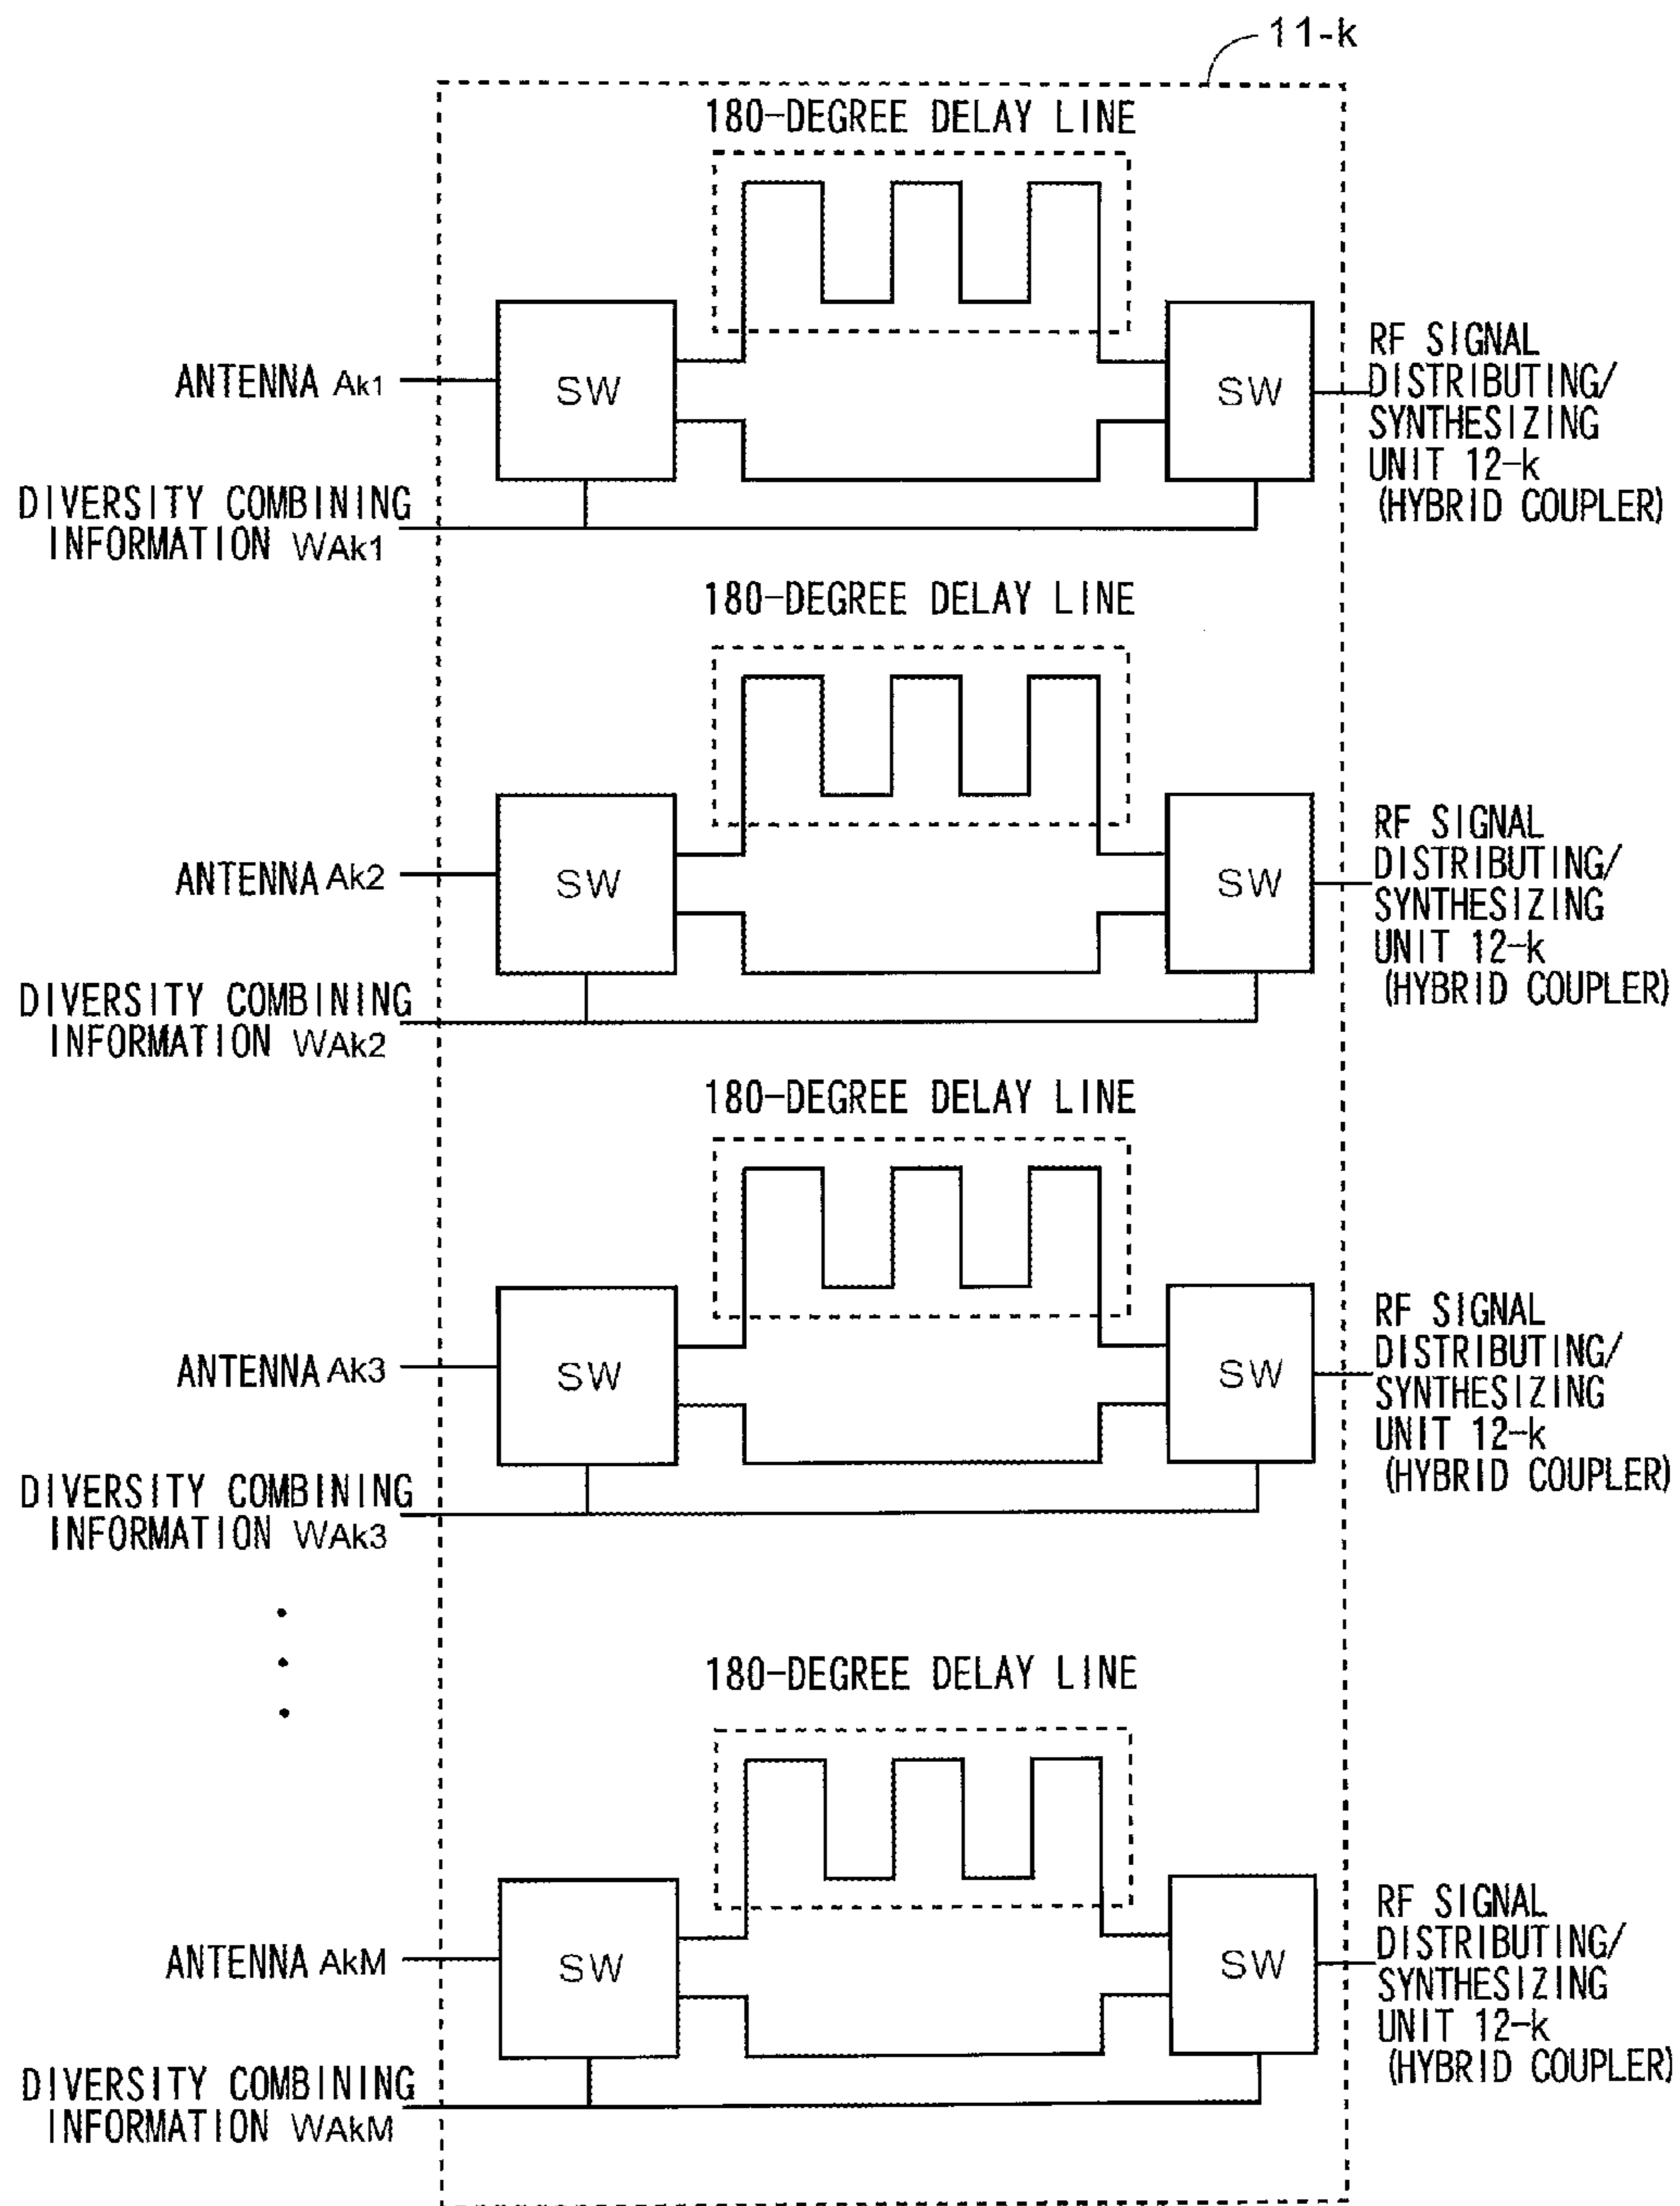 11-k
180-DEGREE DELAY LINE
ANTENNA Ak1
SW
SW
RF SIGNAL
DISTRIBUTING/
SYNTHESIZING
UNIT 12-k
(HYBRID COUPLER)
DIVERSITY COMBINING
INFORMATION WAk1
180-DEGREE DELAY LINE
ANTENNA Ak2
SW
SW
RF SIGNAL
DISTRIBUTING/
SYNTHESIZING
UNIT 12-k
(HYBRID COUPLER)
DIVERSITY COMBINING
INFORMATION WAk2
180-DEGREE DELAY LINE
ANTENNA Ak3
SW
SW
RF SIGNAL
DISTRIBUTING/
SYNTHESIZING
UNIT 12-k
(HYBRID COUPLER)
DIVERSITY COMBINING
INFORMATION WAk3
180-DEGREE DELAY LINE
ANTENNA AkM
SW
SW
RF SIGNAL
DISTRIBUTING/
SYNTHESIZING
UNIT 12-k
(HYBRID COUPLER)
DIVERSITY COMBINING
INFORMATION WAkM